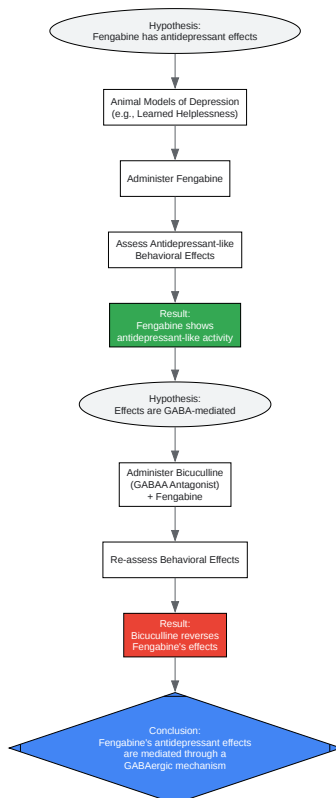 Hypothesis:
Fengabine has antidepressant effects
Animal Models of Depression
(e.g., Learned Helplessness)
Administer Fengabine
Assess Antidepressant-like
Behavioral Effects
Result:
Fengabine shows
antidepressant-like activity
Hypothesis:
Effects are GABA-mediated
Administer Bicuculline
(GABAA Antagonist)
+ Fengabine
Re-assess Behavioral Effects
Result:
Bicuculline reverses
Fengabine's effects
Conclusion:
Fengabine's antidepressant effects
are mediated through a
GABAergic mechanism